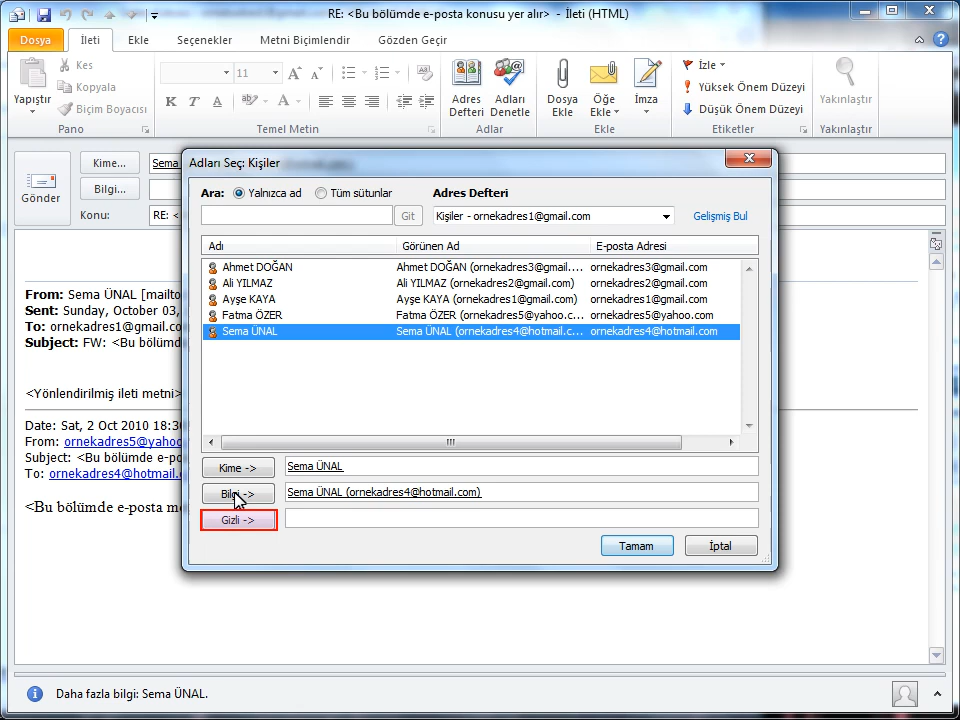 RE: <Bu bölümde e-posta konusu yer alır> - İleti (HTML)
Dosya İleti Ekle Seçenekler Metni Biçimlendir Gözden Geçir
Yapıştır
Kes
Kopyala
Biçim Boyacısı
11
K T A
Adres Defteri
Adları Denetle
Dosya Ekle
Öğe Ekle
İmza
İzle
Yüksek Önem Düzeyi
Düşük Önem Düzeyi
Yakınlaştır
Pano Temel Metin Adlar Ekle Etiketler Yakınlaştır
Gönder
Kime... Sema
Bilgi...
Konu: RE: <
From: Sema ÜNAL [mailto
Sent: Sunday, October 03,
To: ornekadres1@gmail.co
Subject: FW: <Bu bölümd
<Yönlendirilmiş ileti metni>
Date: Sat, 2 Oct 2010 18:30
From: ornekadres5@yahoo
Subject: <Bu bölümde e-po
To: ornekadres4@hotmail.
<Bu bölümde e-posta me
Adları Seç: Kişiler
Ara: Yalnızca ad Tüm sütunlar Adres Defteri
Git Kişiler - ornekadres1@gmail.com Gelişmiş Bul
Adı Görünen Ad E-posta Adresi
Ahmet DOĞAN Ahmet DOĞAN (ornekadres3@gmail.... ornekadres3@gmail.com
Ali YILMAZ Ali YILMAZ (ornekadres2@gmail.com) ornekadres2@gmail.com
Ayşe KAYA Ayşe KAYA (ornekadres1@gmail.com) ornekadres1@gmail.com
Fatma ÖZER Fatma ÖZER (ornekadres5@yahoo.c... ornekadres5@yahoo.com
Sema ÜNAL Sema ÜNAL (ornekadres4@hotmail.c... ornekadres4@hotmail.com
Kime -> Sema ÜNAL
Bilgi -> Sema ÜNAL (ornekadres4@hotmail.com)
Gizli ->
Tamam İptal
Daha fazla bilgi: Sema ÜNAL.